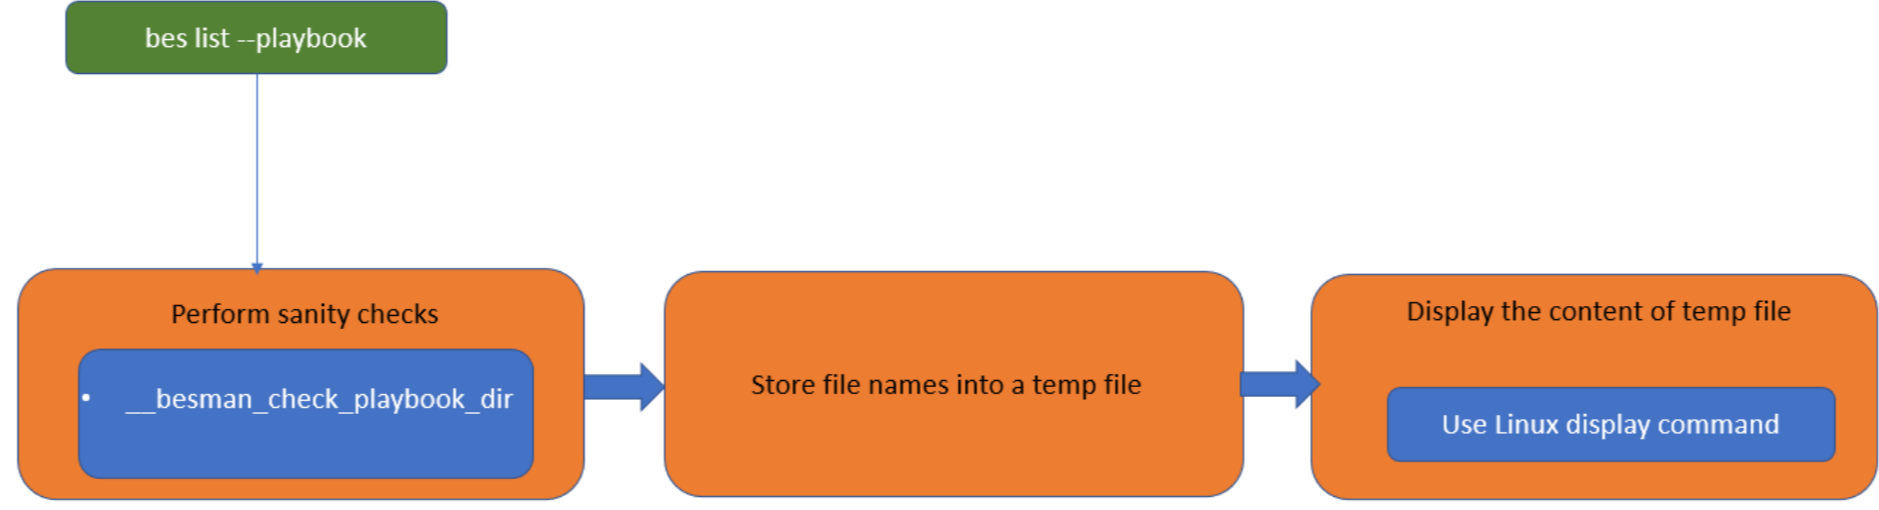 bes list --playbook
Perform sanity checks
• __besman_check_playbook_dir
Store file names into a temp file
Display the content of temp file
Use Linux display command